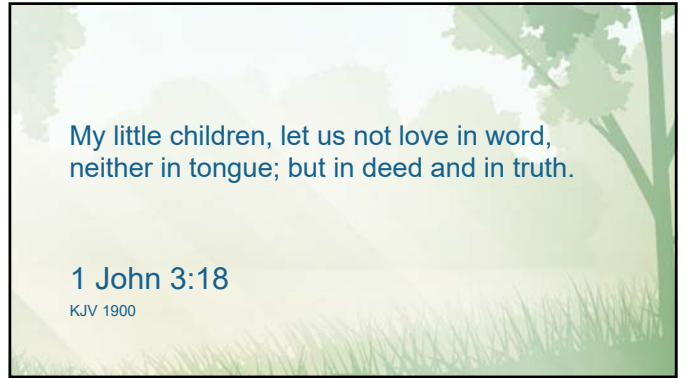 My little children, let us not love in word,
neither in tongue; but in deed and in truth.
1 John 3:18
KJV 1900